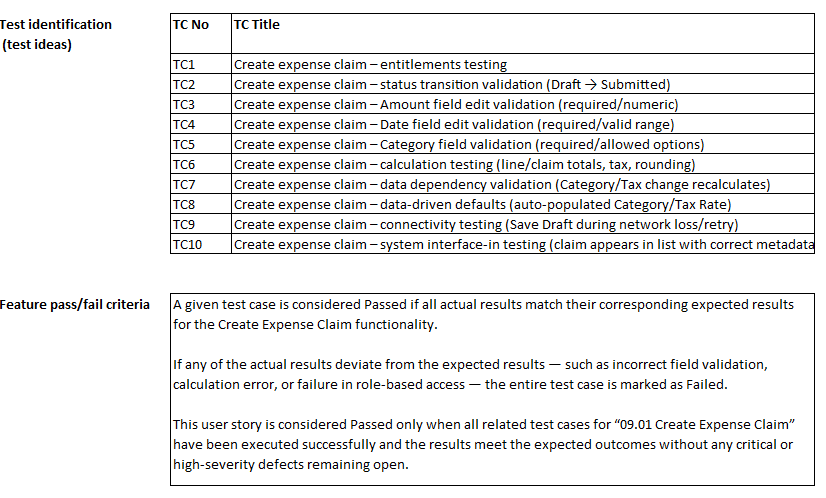 Test identification
(test ideas)
TC No TC Title
TC1 Create expense claim – entitlements testing
TC2 Create expense claim – status transition validation (Draft → Submitted)
TC3 Create expense claim – Amount field edit validation (required/numeric)
TC4 Create expense claim – Date field edit validation (required/valid range)
TC5 Create expense claim – Category field validation (required/allowed options)
TC6 Create expense claim – calculation testing (line/claim totals, tax, rounding)
TC7 Create expense claim – data dependency validation (Category/Tax change recalculates)
TC8 Create expense claim – data-driven defaults (auto-populated Category/Tax Rate)
TC9 Create expense claim – connectivity testing (Save Draft during network loss/retry)
TC10 Create expense claim – system interface-in testing (claim appears in list with correct metadata
Feature pass/fail criteria
A given test case is considered Passed if all actual results match their corresponding expected results
for the Create Expense Claim functionality.
If any of the actual results deviate from the expected results — such as incorrect field validation,
calculation error, or failure in role-based access — the entire test case is marked as Failed.
This user story is considered Passed only when all related test cases for “09.01 Create Expense Claim”
have been executed successfully and the results meet the expected outcomes without any critical or
high-severity defects remaining open.